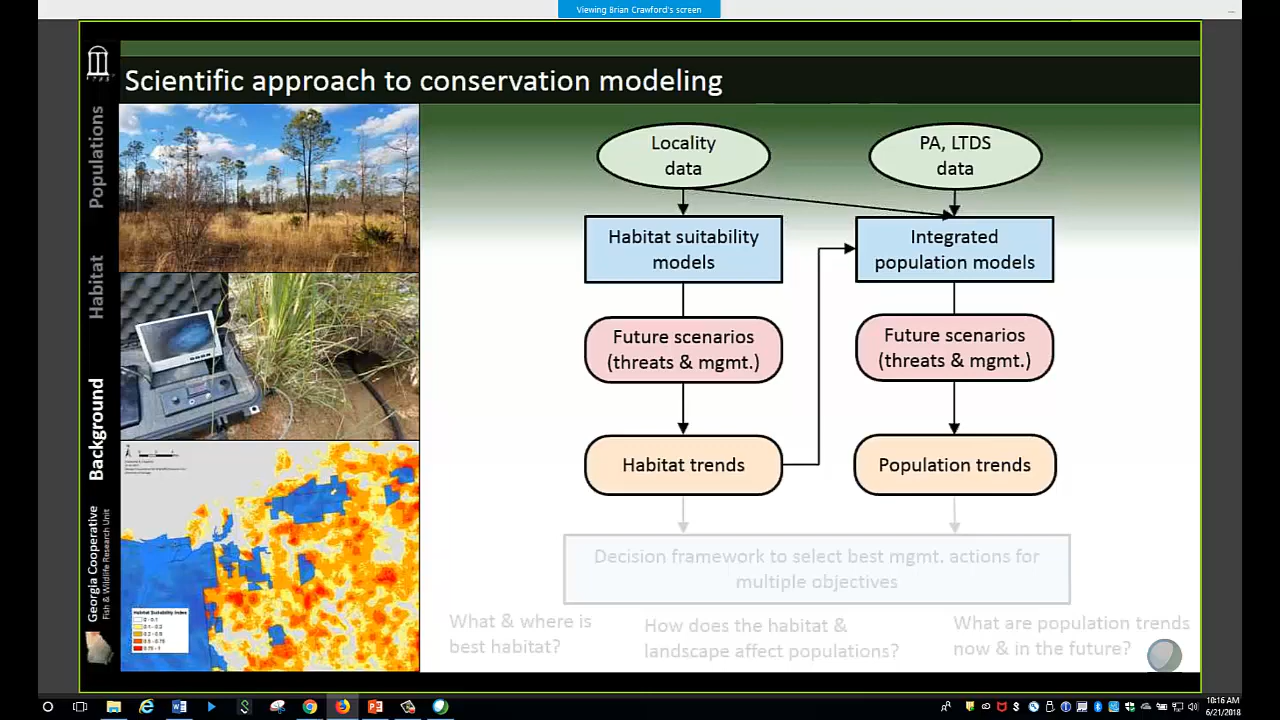 Viewing Brian Crawford's screen
Scientific approach to conservation modeling
Populations
Habitat
Background
Georgia Cooperative
Fish & Wildlife Research Unit
Locality
data
PA, LTDS
data
Habitat suitability
models
Integrated
population models
Future scenarios
(threats & mgmt.)
Future scenarios
(threats & mgmt.)
Habitat trends
Population trends
Decision framework to select best mgmt. actions for
multiple objectives
What & where is
best habitat?
How does the habitat &
landscape affect populations?
What are population trends
now & in the future?
Habitat Suitability Index
0 - 0.1
10:16 AM
6/21/2018